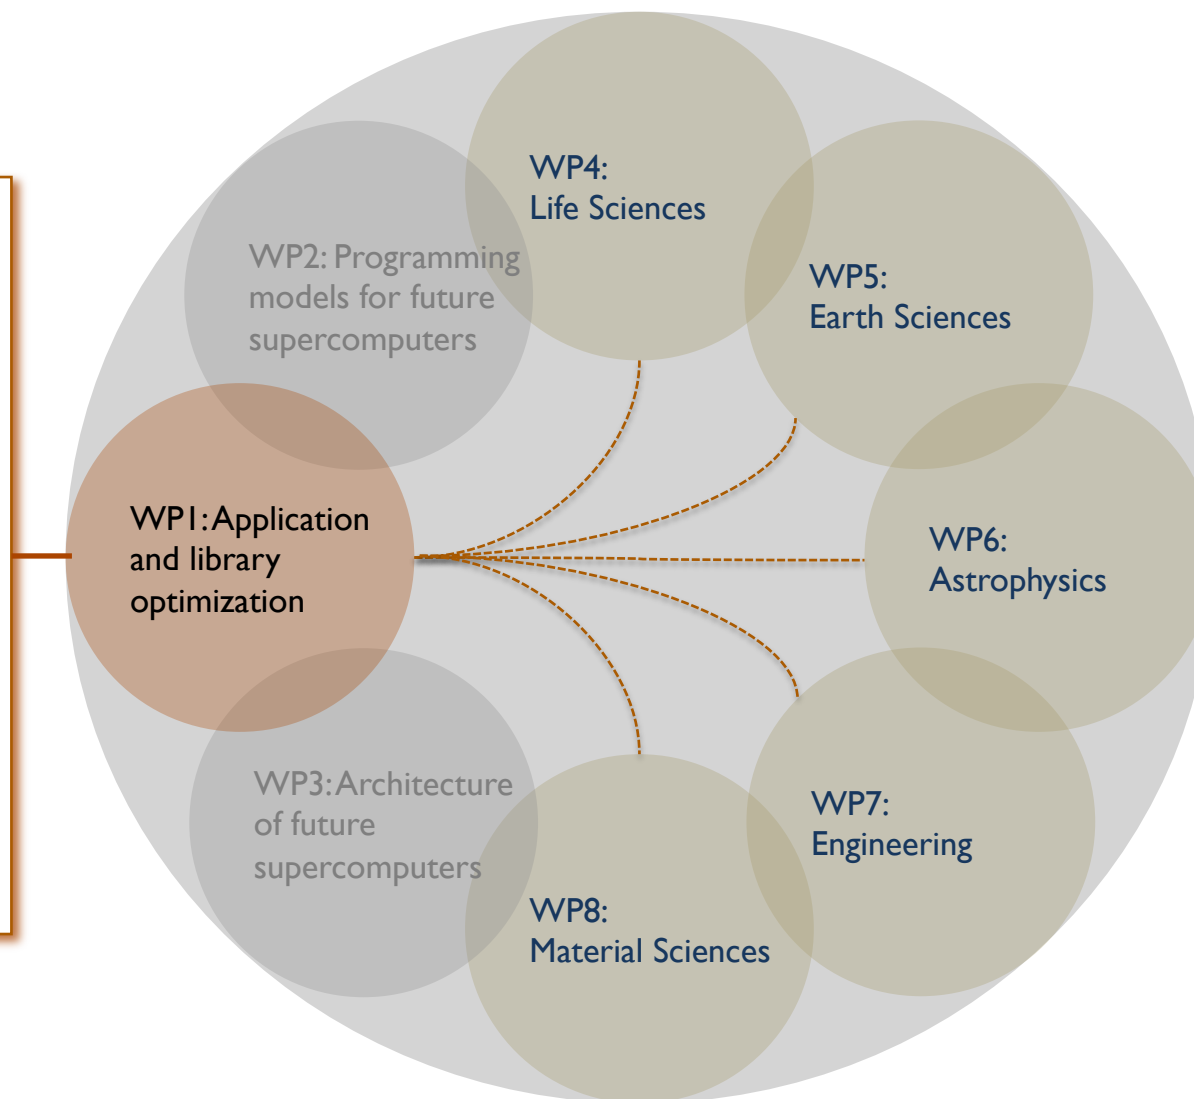 WP4:
Life Sciences
WP2: Programming
models for future
supercomputers
WP5:
Earth Sciences
WP1: Application
and library
optimization
WP6:
Astrophysics
WP3: Architecture
of future
supercomputers
WP7:
Engineering
WP8:
Material Sciences